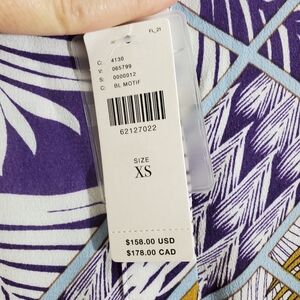 FL_21
C: 4130
V: 065799
S: 0000012
C: BL MOTIF
62127022
SIZE
XS
$158.00 USD
$178.00 CAD